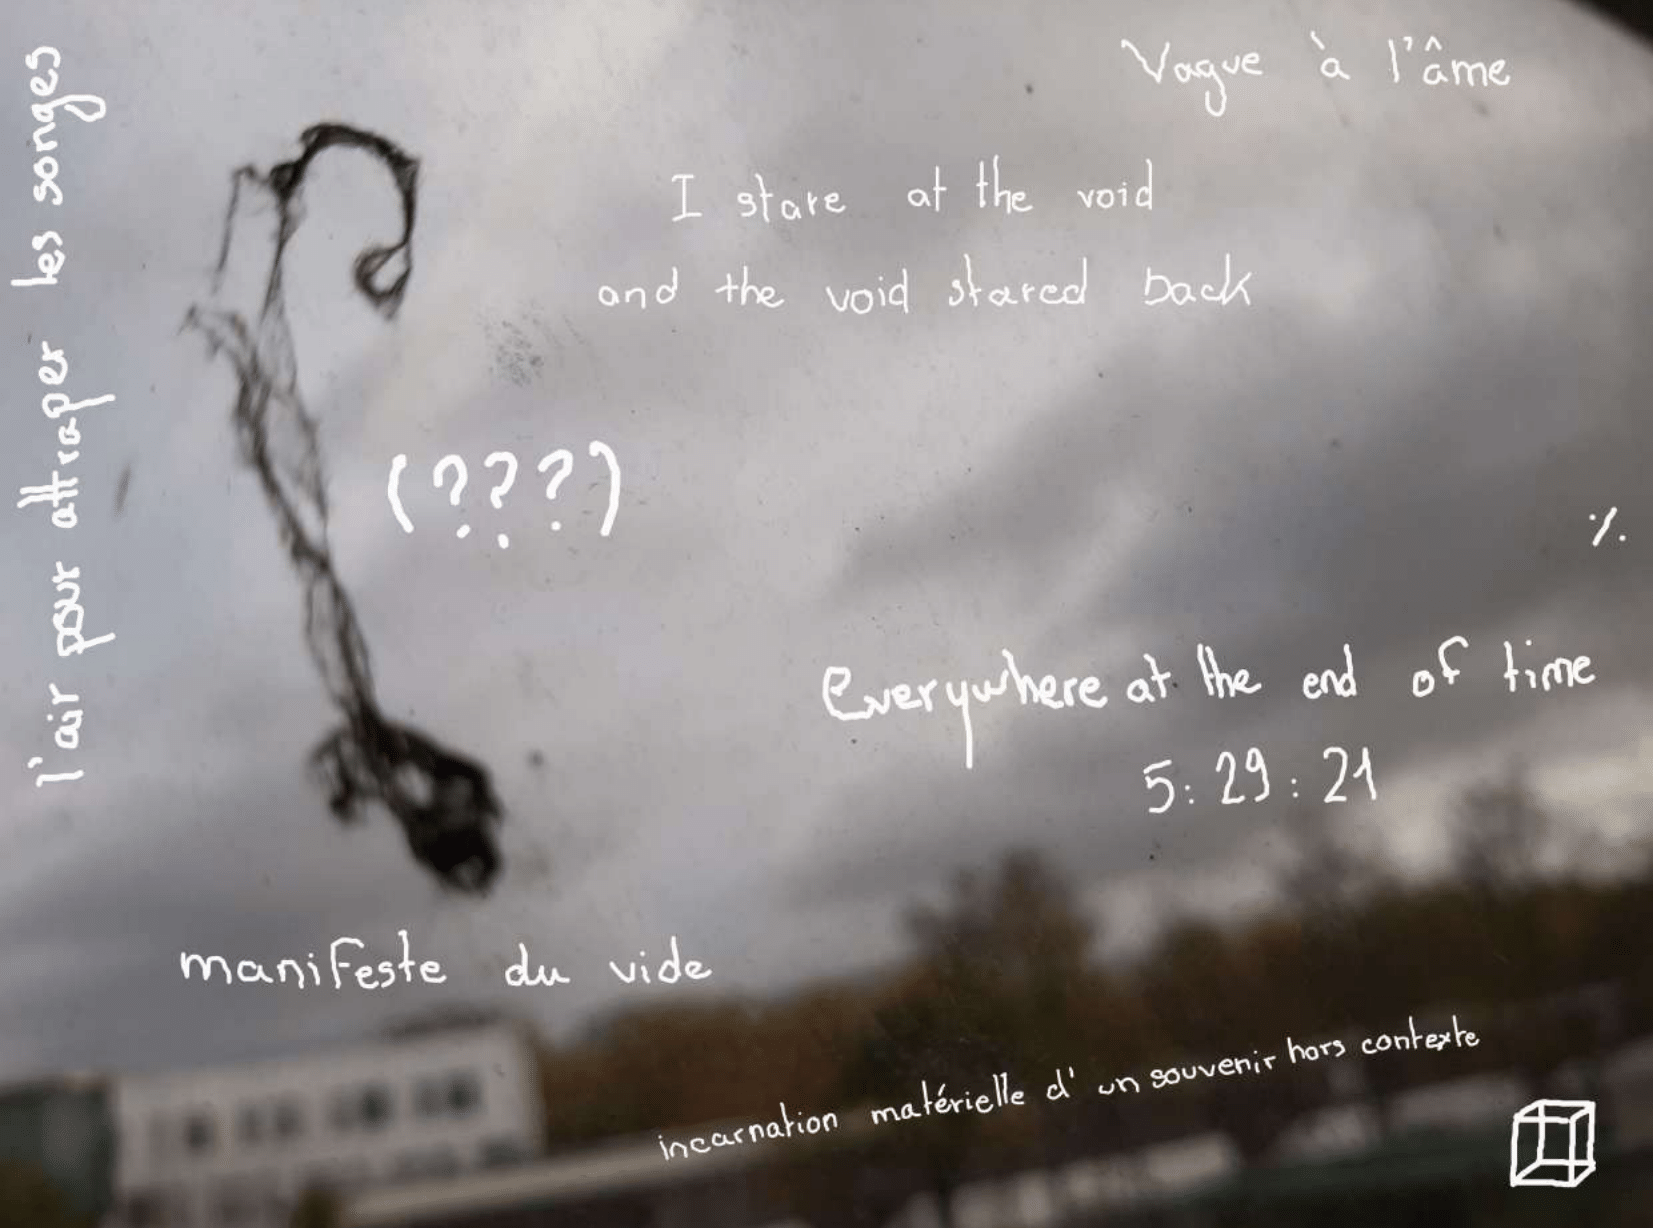 l'air pour attraper les songes
Vague à l'âme
I stare at the void
and the void stared back
(???)
%
Everywhere at the end of time
5:29:21
manifeste du vide
incarnation matérielle d'un souvenir hors contexte